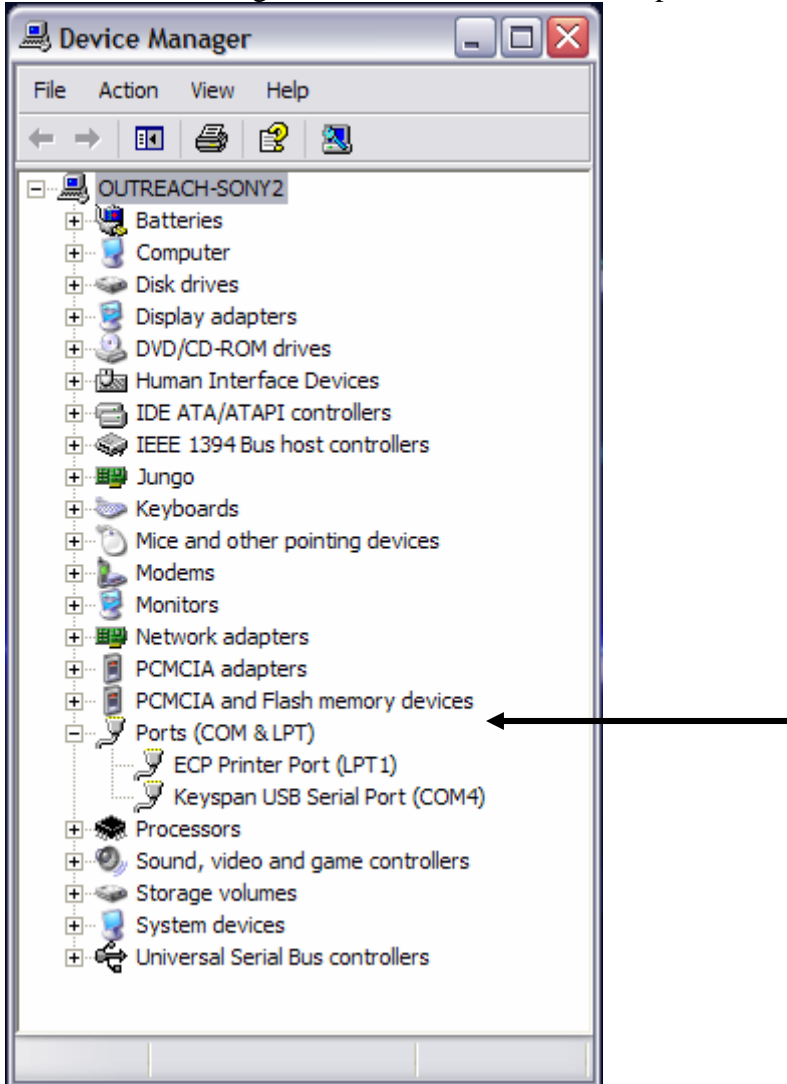 Device Manager
File Action View Help
OUTREACH-SONY2
Batteries
Computer
Disk drives
Display adapters
DVD/CD-ROM drives
Human Interface Devices
IDE ATA/ATAPI controllers
IEEE 1394 Bus host controllers
Jungo
Keyboards
Mice and other pointing devices
Modems
Monitors
Network adapters
PCMCIA adapters
PCMCIA and Flash memory devices
Ports (COM & LPT)
ECP Printer Port (LPT1)
Keyspan USB Serial Port (COM4)
Processors
Sound, video and game controllers
Storage volumes
System devices
Universal Serial Bus controllers